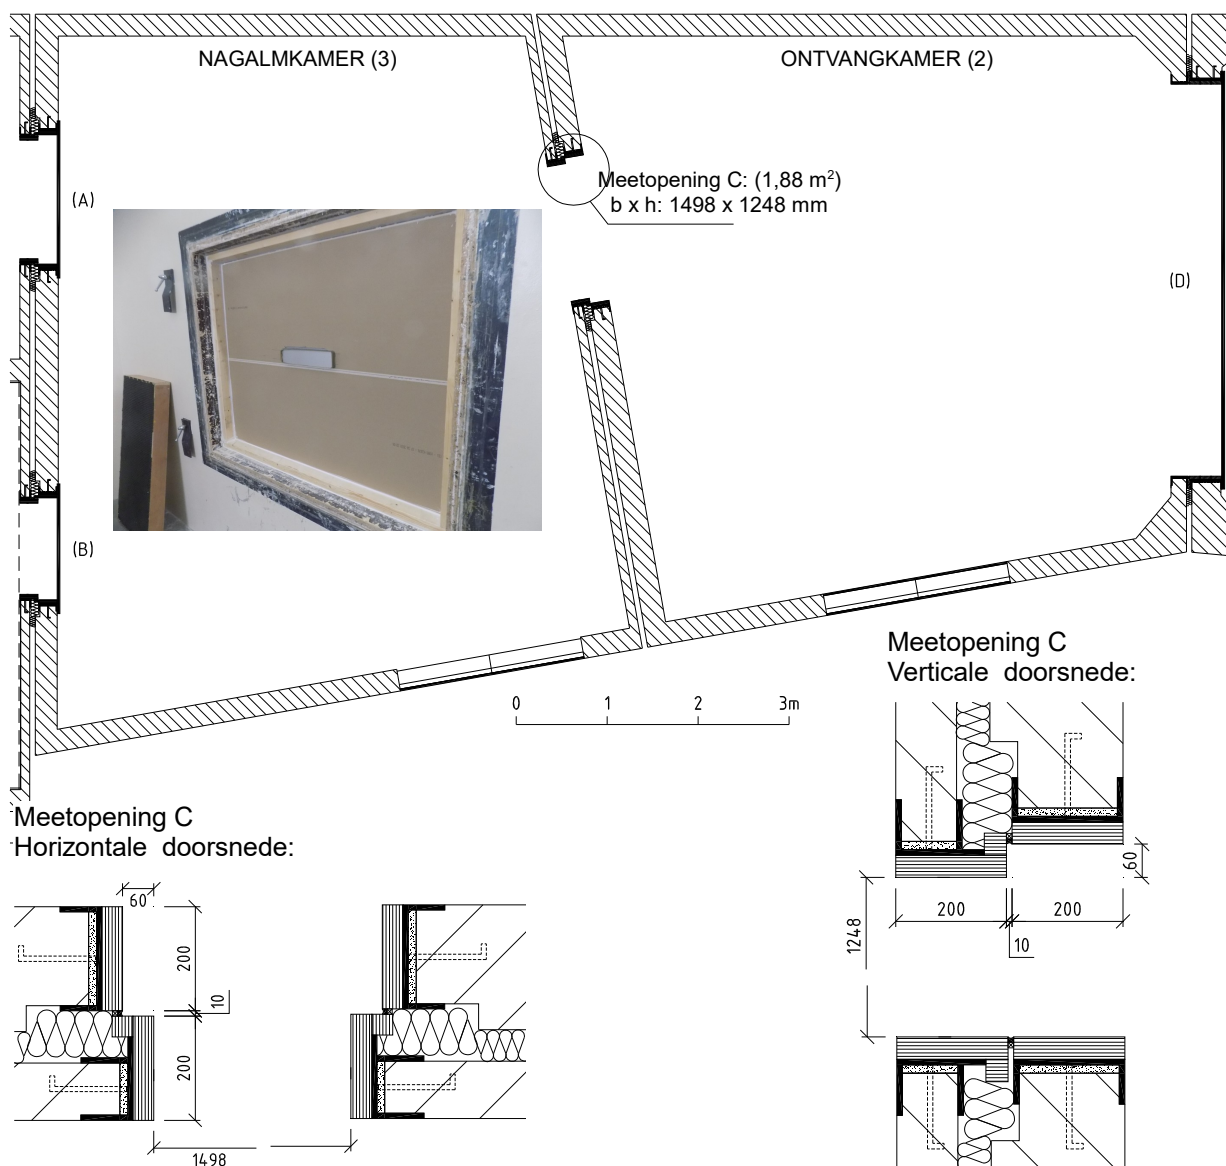 NAGALMKAMER (3)
ONTVANGKAMER (2)
Meetopening C: (1,88 m²)
b x h: 1498 x 1248 mm
(A)
(D)
(B)
0 1 2 3m
Meetopening C
Verticale doorsnede:
Meetopening C
Horizontale doorsnede:
60
200
10
200
1498
60
200
200
10
1248